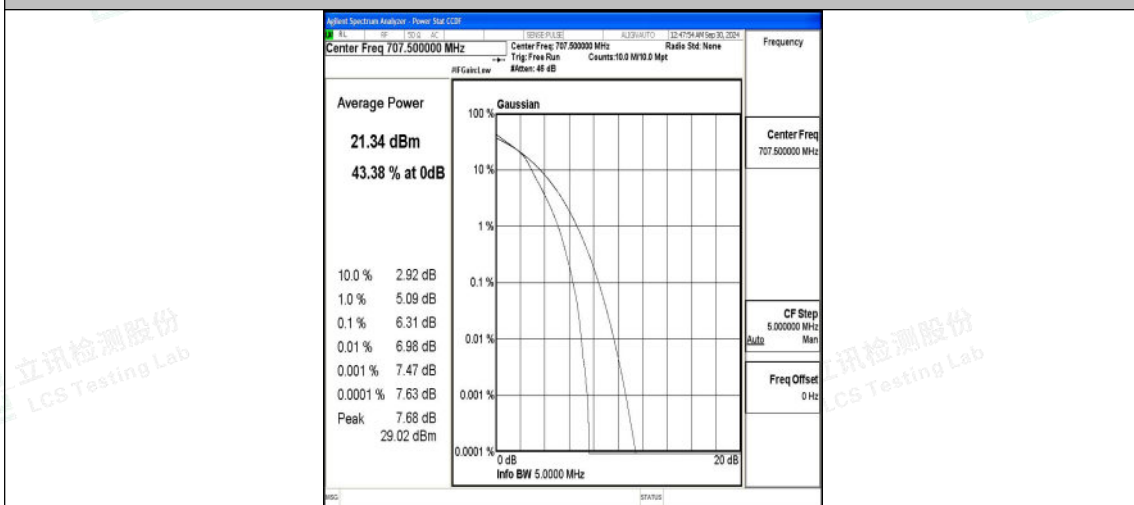 Agilent Spectrum Analyzer - Power Stat CCDF
RL RF 50 Ω AC SENSE:PULSE ALIGNAUTO 12:47:54 AM Sep 30, 2024
Center Freq 707.500000 MHz
Center Freq: 707.500000 MHz Radio Std: None
Trig: Free Run Counts:10.0 M/10.0 Mpt
#IFGain:Low #Atten: 46 dB
Frequency
Average Power
21.34 dBm
43.38 % at 0dB
10.0 % 2.92 dB
1.0 % 5.09 dB
0.1 % 6.31 dB
0.01 % 6.98 dB
0.001 % 7.47 dB
0.0001 % 7.63 dB
Peak 7.68 dB
29.02 dBm
Gaussian
100 %
10 %
1 %
0.1 %
0.01 %
0.001 %
0.0001 %
0 dB 20 dB
Info BW 5.0000 MHz
Center Freq
707.500000 MHz
CF Step
5.000000 MHz
Auto Man
Freq Offset
0 Hz
MSG STATUS
立讯检测股份
LCS Testing Lab
立讯检测股份
LCS Testing Lab